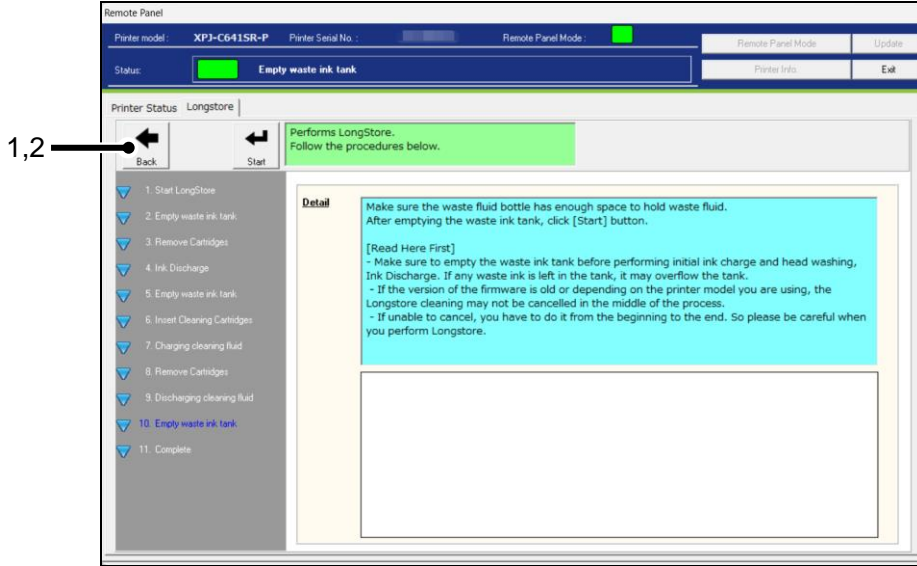 Remote Panel
Printer model : XPJ-C641SR-P Printer Serial No. : Remote Panel Mode :
Remote Panel Mode Update
Status: Empty waste ink tank
Printer Info. Exit
Printer Status Longstore
1,2
Back
Start
Performs LongStore.
Follow the procedures below.
1. Start LongStore
2. Empty waste ink tank
3. Remove Cartridges
4. Ink Discharge
5. Empty waste ink tank
6. Insert Cleaning Cartridges
7. Charging cleaning fluid
8. Remove Cartridges
9. Discharging cleaning fluid
10. Empty waste ink tank
11. Complete
Detail
Make sure the waste fluid bottle has enough space to hold waste fluid.
After emptying the waste ink tank, click [Start] button.
[Read Here First]
- Make sure to empty the waste ink tank before performing initial ink charge and head washing,
Ink Discharge. If any waste ink is left in the tank, it may overflow the tank.
- If the version of the firmware is old or depending on the printer model you are using, the
Longstore cleaning may not be cancelled in the middle of the process.
- If unable to cancel, you have to do it from the beginning to the end. So please be careful when
you perform Longstore.